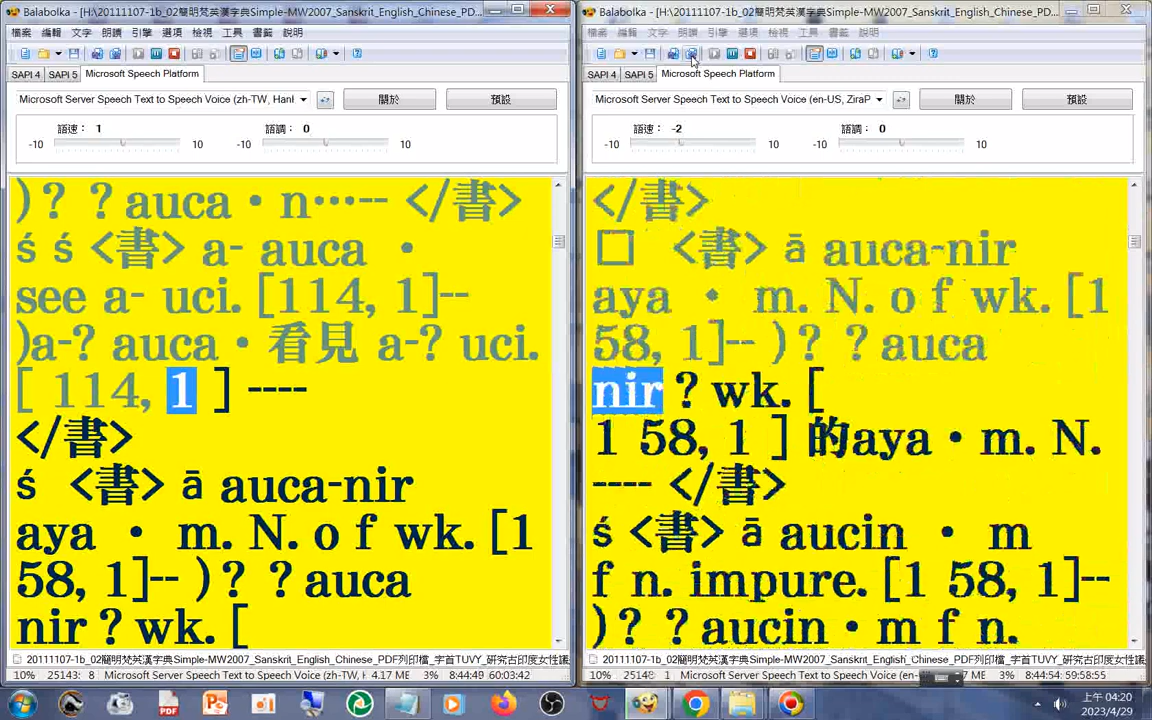 Balabolka - [H:\20111107-1b_02簡明梵英漢字典Simple-MW2007_Sanskrit_English_Chinese_PD...
檔案 編輯 文字 朗讀 引擎 選項 檢視 工具 書籤 說明
SAPI 4 SAPI 5 Microsoft Speech Platform
Microsoft Server Speech Text to Speech Voice (zh-TW, Hanl 關於 預設
語速： 1 語調： 0
-10 10 -10 10
)？ ？auca・n…-- </書>
ś ś <書> a- auca ・
see a- uci. [114, 1]--
)a-？ auca・看見 a-？ uci.
[ 114, 1 ] ----
</書>
ś <書> ā auca-nir
aya ・ m. N. o f wk. [1
58, 1]-- )？ ？auca
nir？wk. [
20111107-1b_02簡明梵英漢字典Simple-MW2007_Sanskrit_English_Chinese_PDF列印檔_字首TUVY_研究古印度女性議
10% 25143: 8 Microsoft Server Speech Text to Speech Voice (zh-TW, H 4.17 ME 3% 8:44:49 60:03:42
Balabolka - [H:\20111107-1b_02簡明梵英漢字典Simple-MW2007_Sanskrit_English_Chinese_PDF...
檔案 編輯 文字 朗讀 引擎 選項 檢視 工具 書籤 說明
SAPI 4 SAPI 5 Microsoft Speech Platform
Microsoft Server Speech Text to Speech Voice (en-US, ZiraP 關於 預設
語速： -2 語調： 0
-10 10 -10 10
</書>
□ <書> ā auca-nir
aya ・ m. N. o f wk. [1
58, 1]-- )？ ？auca
nir？wk. [
1 58, 1 ] 的aya・m. N.
---- </書>
ś <書> ā aucin ・ m
f n. impure. [1 58, 1]--
)？ ？aucin・m f n.
20111107-1b_02簡明梵英漢字典Simple-MW2007_Sanskrit_English_Chinese_PDF列印檔_字首TUVY_研究古印度女性議
10% 25148 1 Microsoft Server Speech Text to Speech Voice 3% 8:44:54: 59:58:55
上午 04:20
2023/4/29